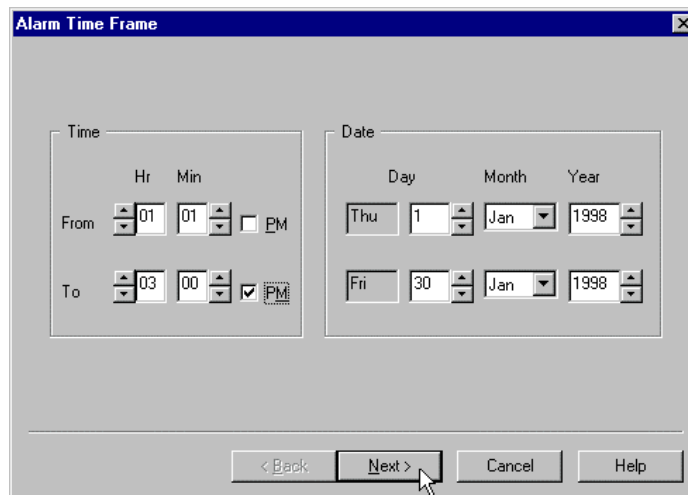 Alarm Time Frame
Time
Hr Min
From 01 01 PM
To 03 00 PM
Date
Day Month Year
Thu 1 Jan 1998
Fri 30 Jan 1998
< Back Next > Cancel Help